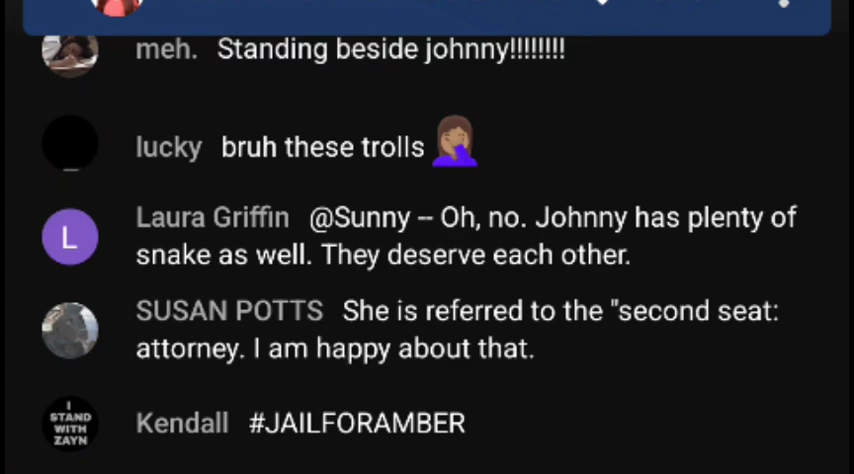 meh. Standing beside johnny!!!!!!!!
lucky bruh these trolls 🤦🏽‍♀️
Laura Griffin @Sunny -- Oh, no. Johnny has plenty of
L
snake as well. They deserve each other.
SUSAN POTTS She is referred to the "second seat:
attorney. I am happy about that.
I
STAND
WITH
ZAYN
Kendall #JAILFORAMBER